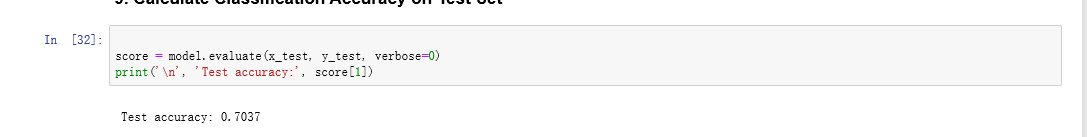 9. Calculate Classification Accuracy on Test Set
In [32]:
score = model.evaluate(x_test, y_test, verbose=0)
print('\n', 'Test accuracy:', score[1])
Test accuracy: 0.7037